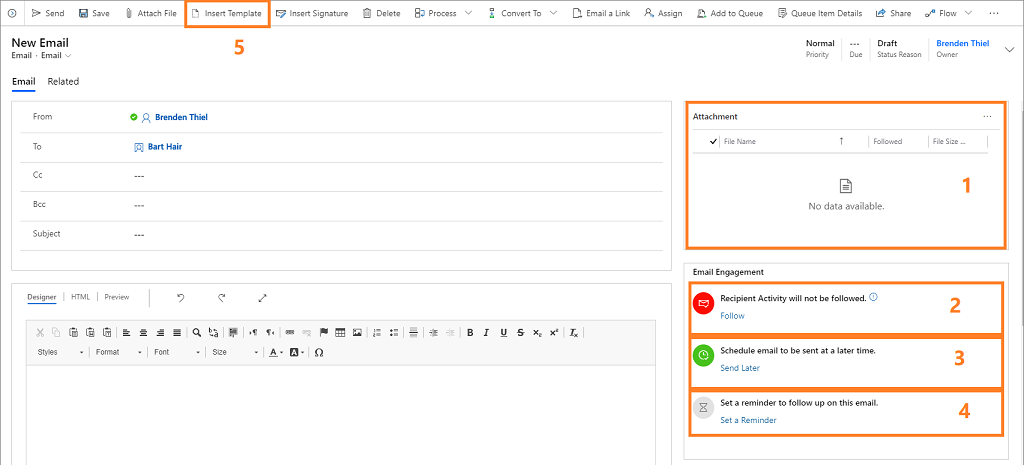 Send Save Attach File Insert Template Insert Signature Delete Process Convert To Email a Link Assign Add to Queue Queue Item Details Share Flow ...
5
New Email
Email · Email
Normal --- Draft Brenden Thiel
Priority Due Status Reason Owner
Email Related
From Brenden Thiel
To Bart Hair
Cc ---
Bcc ---
Subject ---
Attachment ...
File Name ↑ Followed File Size ...
1
No data available.
Email Engagement
Recipient Activity will not be followed.
Follow
2
Schedule email to be sent at a later time.
Send Later
3
Set a reminder to follow up on this email.
Set a Reminder
4
Designer HTML Preview
B I U S x₂ x² Tx
Styles Format Font Size A A Ω